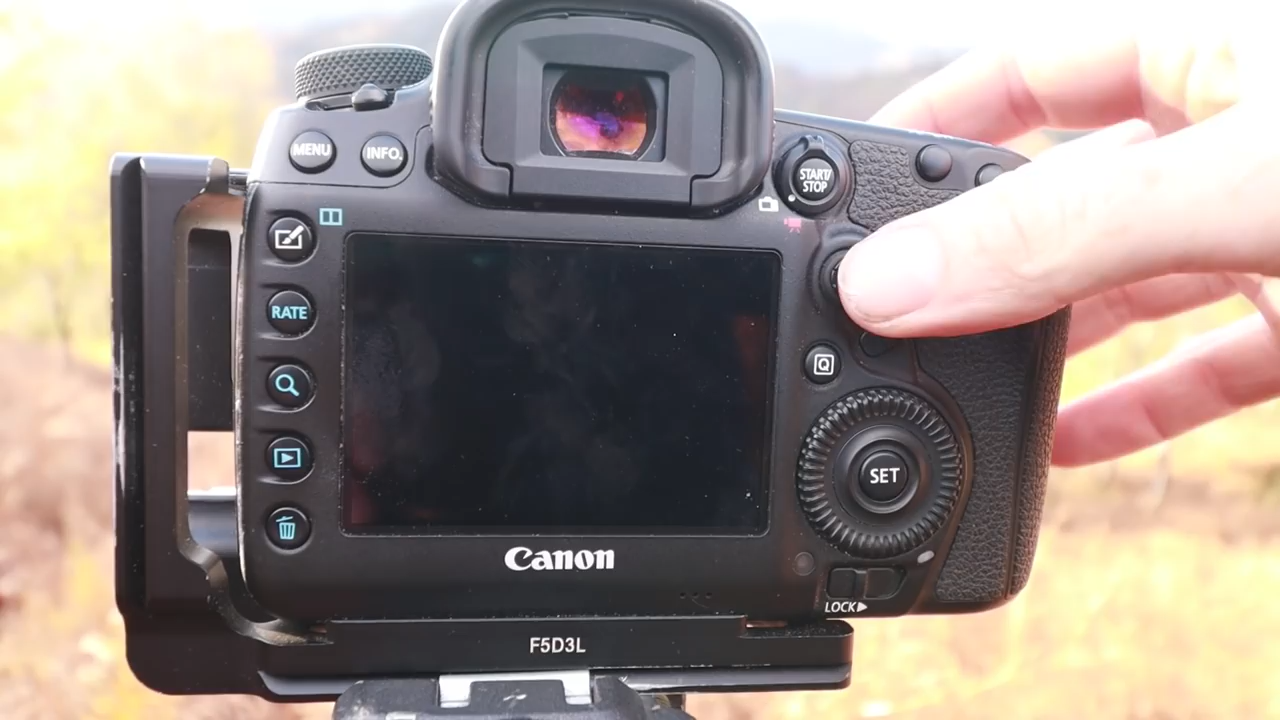 MENU
INFO.
START/
STOP
RATE
Q
SET
Canon
LOCK▶
F5D3L